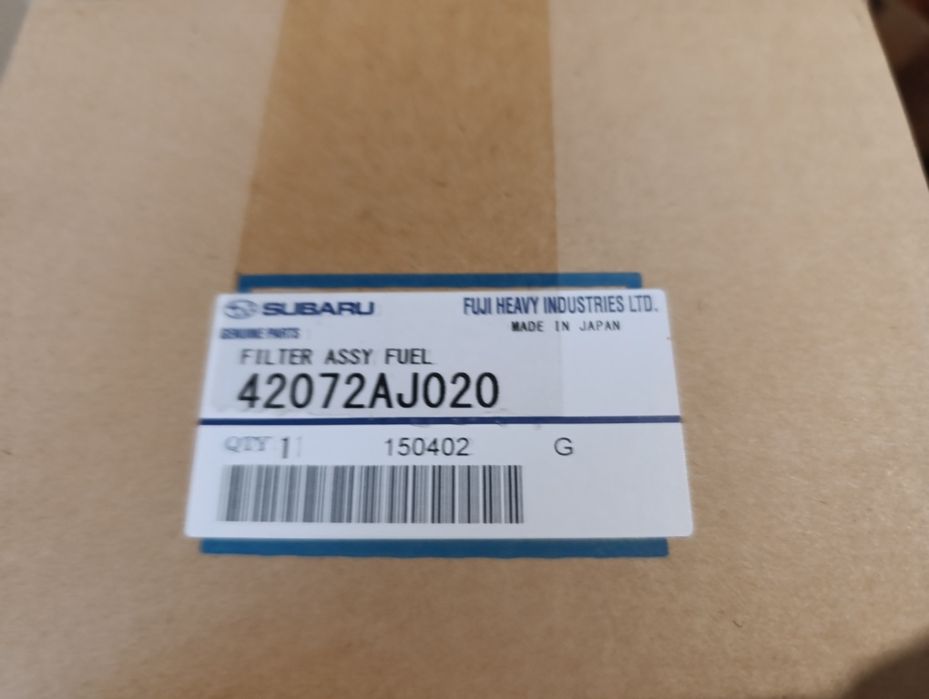 SUBARU
FUJI HEAVY INDUSTRIES LTD.
GENUINE PARTS
MADE IN JAPAN
FILTER ASSY FUEL
42072AJ020
QTY 1
150402
G